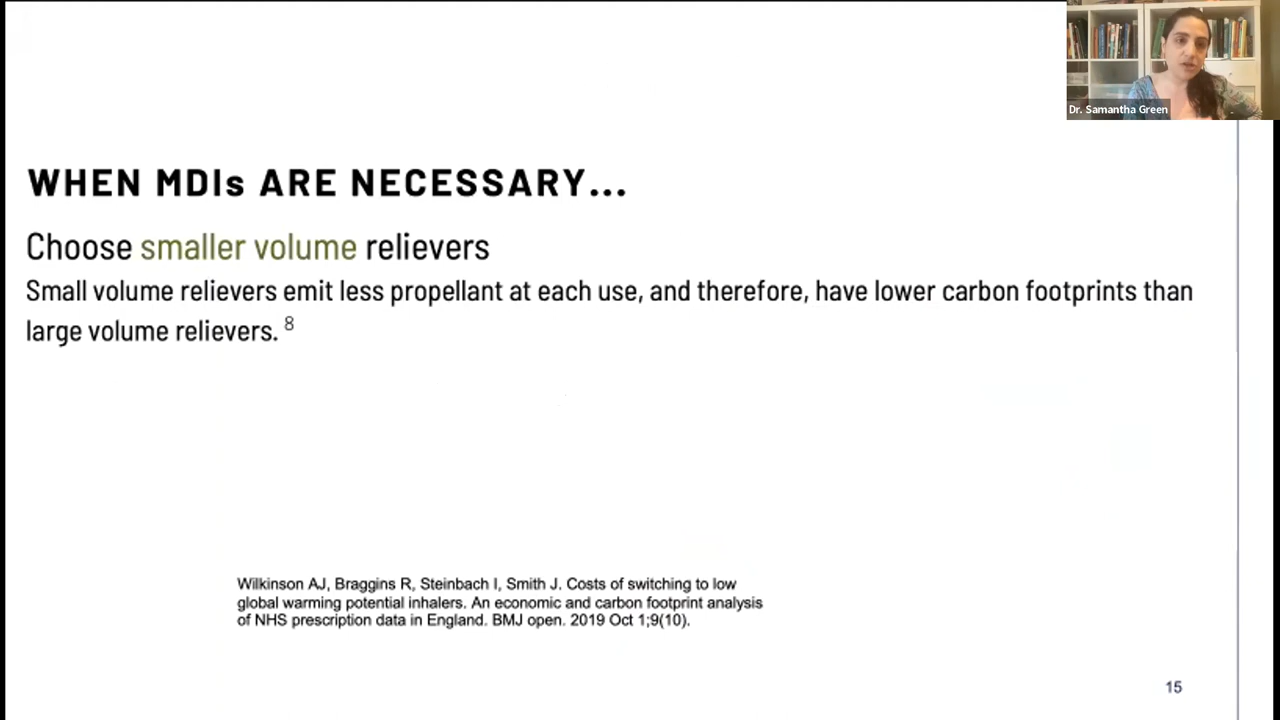 Dr. Samantha Green
WHEN MDIs ARE NECESSARY...
Choose smaller volume relievers
Small volume relievers emit less propellant at each use, and therefore, have lower carbon footprints than
large volume relievers. 8
Wilkinson AJ, Braggins R, Steinbach I, Smith J. Costs of switching to low
global warming potential inhalers. An economic and carbon footprint analysis
of NHS prescription data in England. BMJ open. 2019 Oct 1;9(10).
15